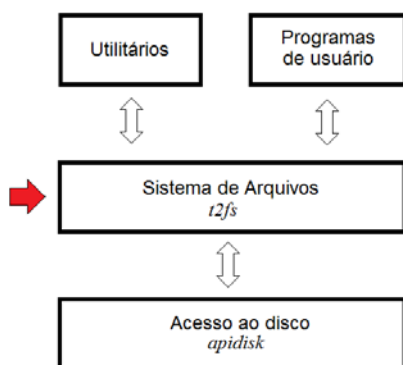 Utilitários
Programas
de usuário
Sistema de Arquivos
t2fs
Acesso ao disco
apidisk